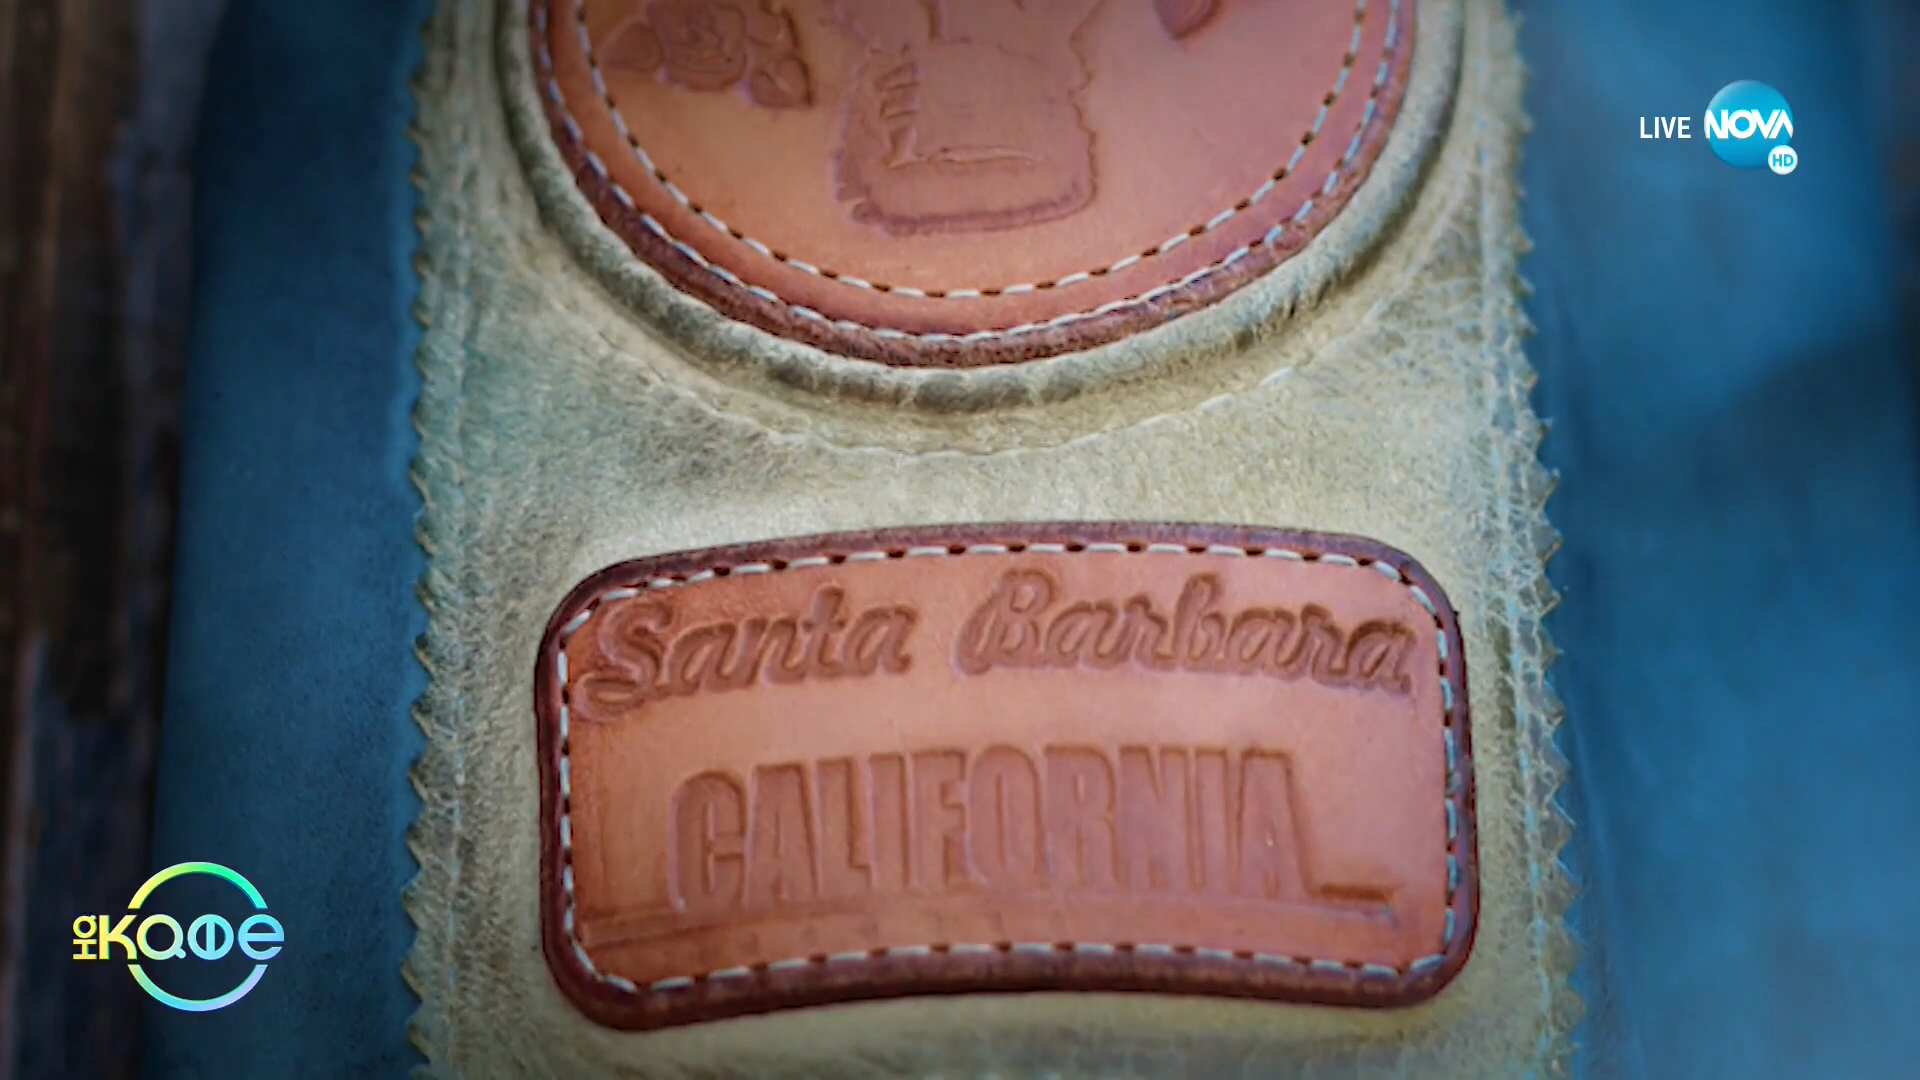 LIVE NOVA
HD
Santa Barbara
CALIFORNIA
на кафе